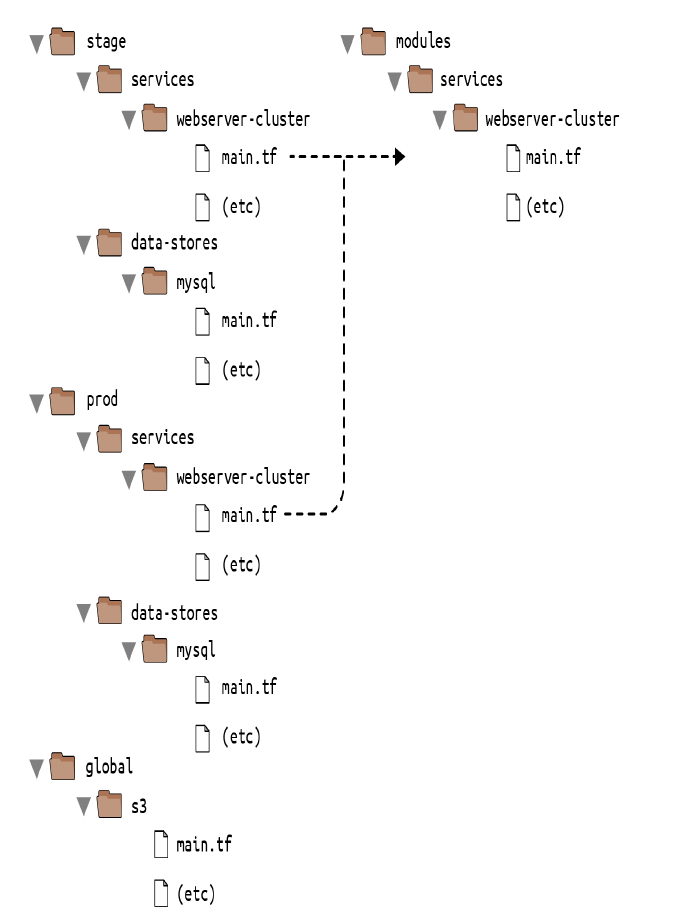 stage
services
webserver-cluster
main.tf
(etc)
data-stores
mysql
main.tf
(etc)
prod
services
webserver-cluster
main.tf
(etc)
data-stores
mysql
main.tf
(etc)
global
s3
main.tf
(etc)
modules
services
webserver-cluster
main.tf
(etc)